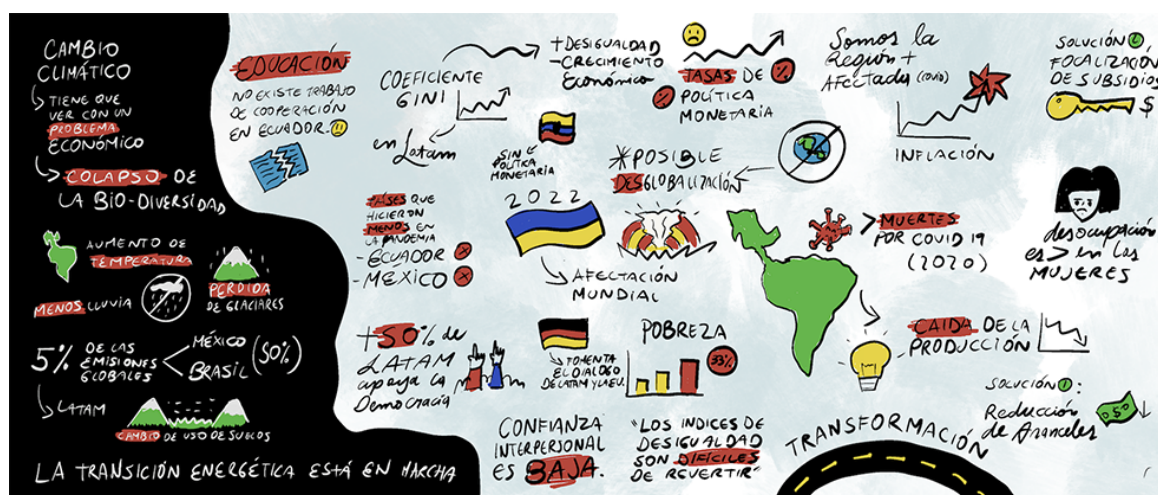 CAMBIO
CLIMÁTICO
TIENE QUE
VER CON UN
PROBLEMA
ECONÓMICO
COLAPSO DE
LA BIO-DIVERSIDAD
AUMENTO DE
TEMPERATURA
MENOS LLUVIA
PÉRDIDA
DE GLACIARES
5% DE LAS
EMISIONES
GLOBALES
MÉXICO
BRASIL (50%)
LATAM
CAMBIO DE USO DE SUELOS
LA TRANSICIÓN ENERGÉTICA ESTÁ EN MARCHA
EDUCACIÓN
NO EXISTE TRABAJO
DE COOPERACIÓN
EN ECUADOR.
COEFICIENTE
GINI
en Latam
+ DESIGUALDAD
- CRECIMIENTO
Económico
SIN
POLÍTICA
MONETARIA
TASAS DE %
% POLÍTICA
MONETARIA
* POSIBLE
DESGLOBALIZACIÓN
Somos la
Región +
Afectada (COVID)
INFLACIÓN
SOLUCIÓN 2
FOCALIZACIÓN
DE SUBSIDIOS
$
PAÍSES QUE
HICIERON
MENOS EN
LA PANDEMIA
- ECUADOR x
- MÉXICO x
2022
AFECTACIÓN
MUNDIAL
> MUERTES
POR COVID 19
(2020)
desocupación
es > en las
MUJERES
+50% de
LATAM
apoya la
Democracia
FOMENTA
EL DIALOGO
DE LATAM Y LA EU.
POBREZA
33%
- CAIDA DE LA
PRODUCCIÓN
SOLUCIÓN 1:
Reducción
de Aranceles
$
CONFIANZA
INTERPERSONAL
ES BAJA.
"LOS INDICES DE
DESIGUALDAD
SON DIFÍCILES
DE REVERTIR"
TRANSFORMACIÓN